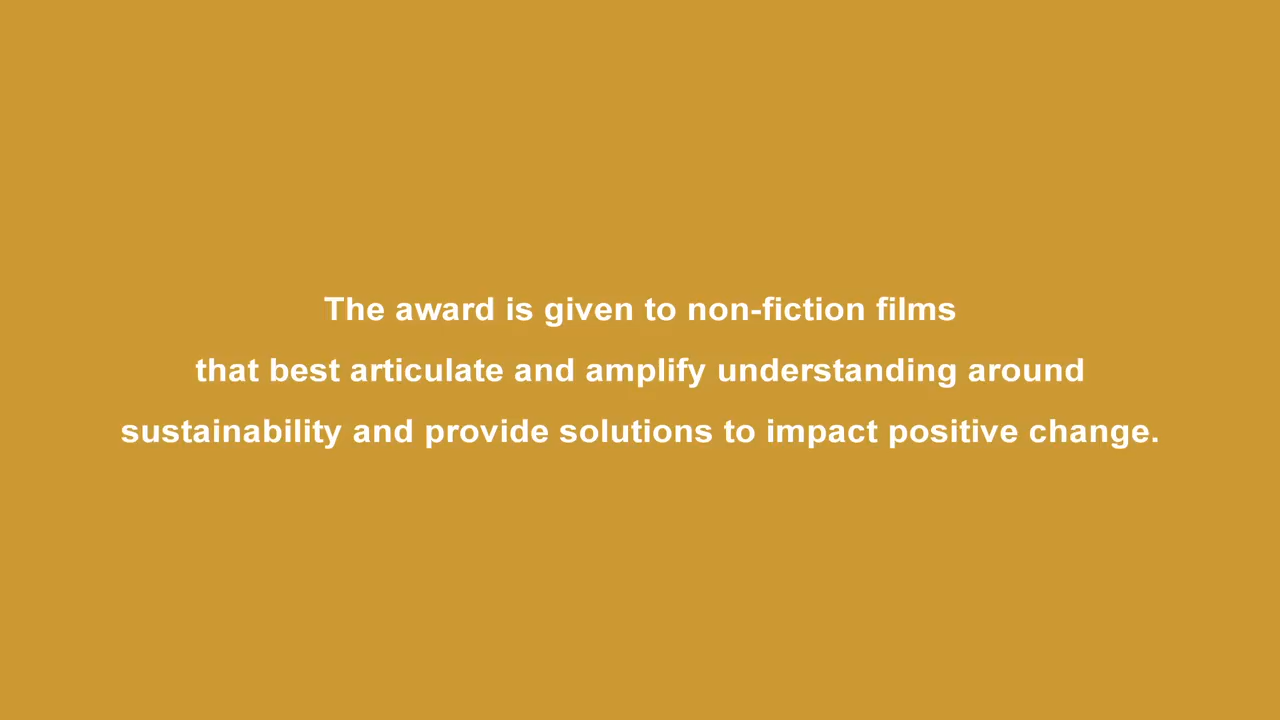 The award is given to non-fiction films
that best articulate and amplify understanding around
sustainability and provide solutions to impact positive change.